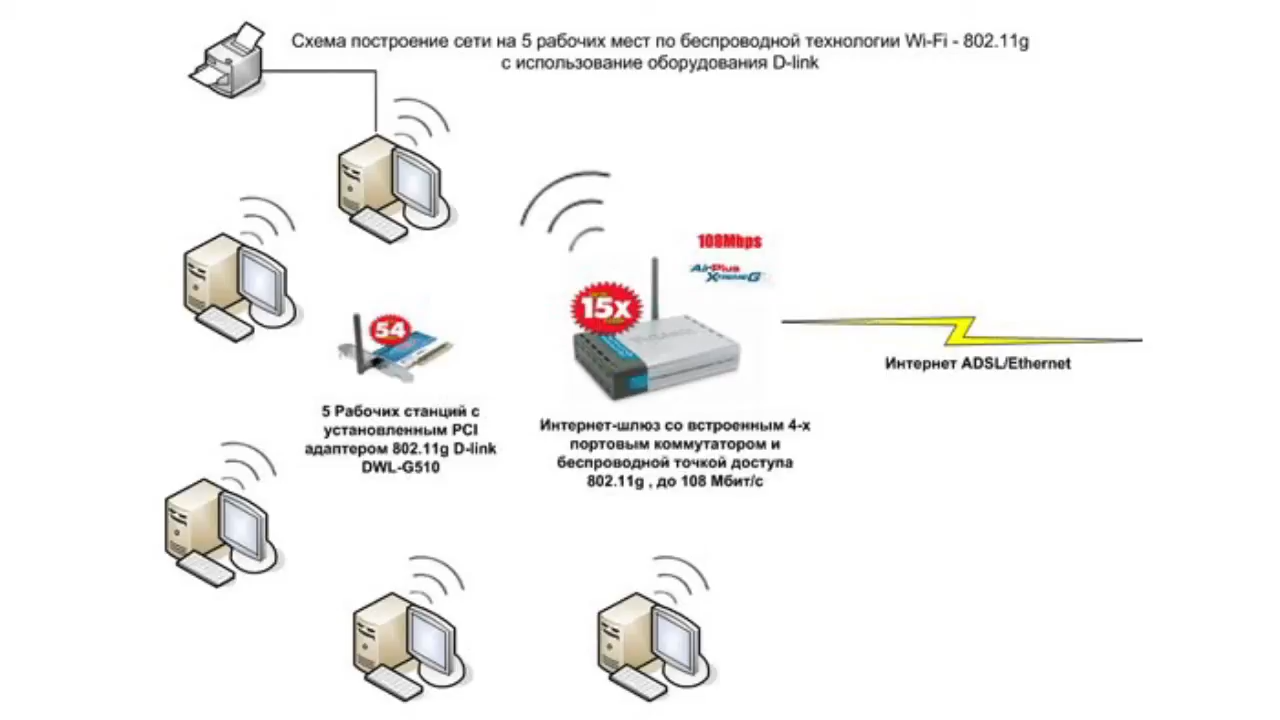 Схема построение сети на 5 рабочих мест по беспроводной технологии Wi-Fi - 802.11g
с использование оборудования D-link
108Mbps
AirPlus
XtremeG
15x
54
Интернет ADSL/Ethernet
5 Рабочих станций с
установленным PCI
адаптером 802.11g D-link
DWL-G510
Интернет-шлюз со встроенным 4-х
портовым коммутатором и
беспроводной точкой доступа
802.11g , до 108 Мбит/с